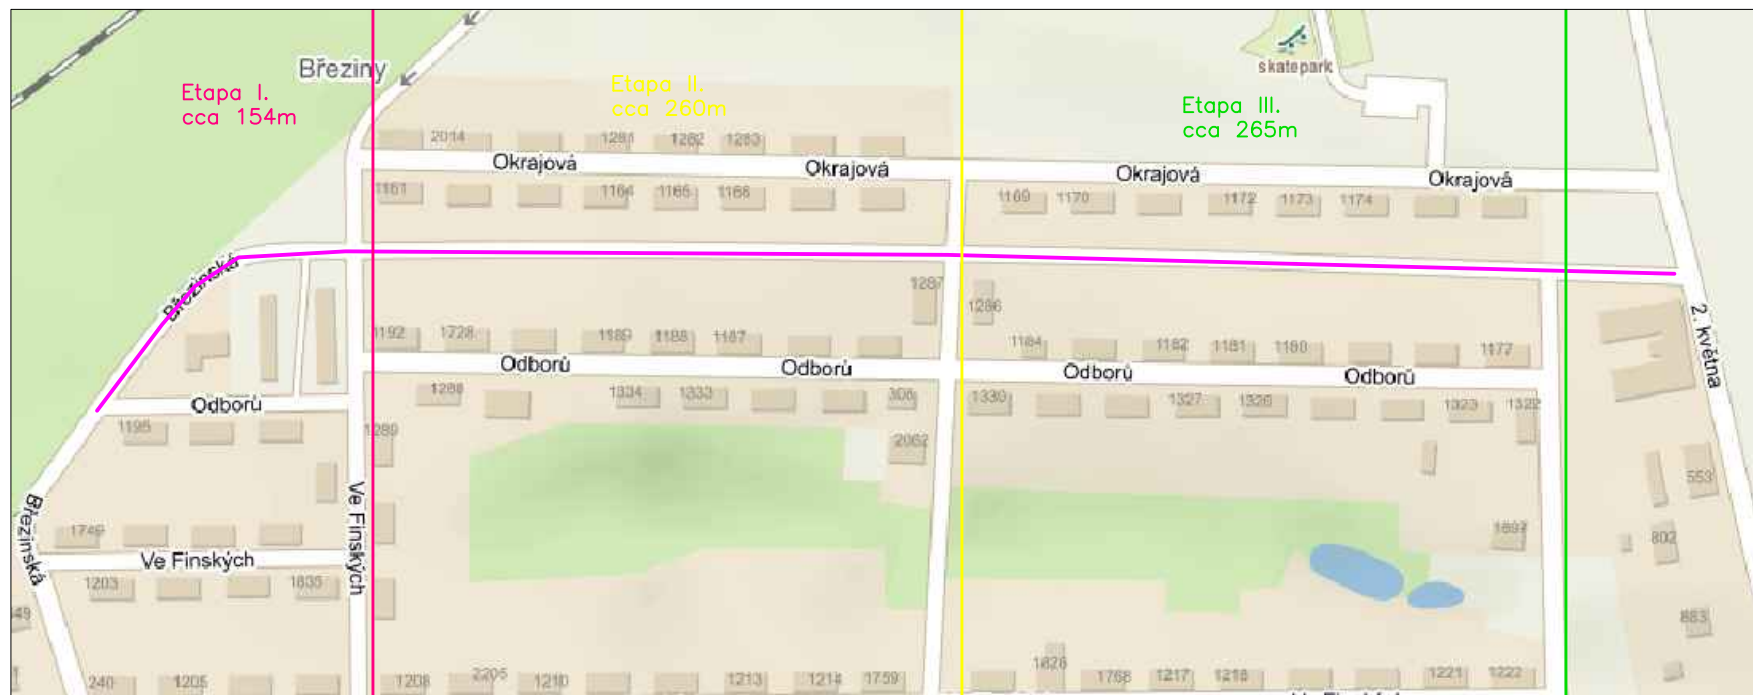 Březiny
skatepark
Etapa I.
cca 154m
Etapa II.
cca 260m
Etapa III.
cca 265m
2014 1281 1282 1283
Okrajová Okrajová Okrajová Okrajová
1161 1164 1165 1166 1169 1170 1172 1173 1174
Březinská
1287
1286
1192 1728 1189 1188 1187 1184 1182 1181 1180 1177
2. května
Odborů Odborů Odborů Odborů
1288 1334 1333 308 1330 1327 1326 1323 1322
Odborů
1195 1289 2062
553
Březinská
Ve Finských
1749 1697 802
Ve Finských
1203 1635
883
240 1205 1208 2205 1210 1213 1214 1759 1626 1768 1217 1218 1221 1222